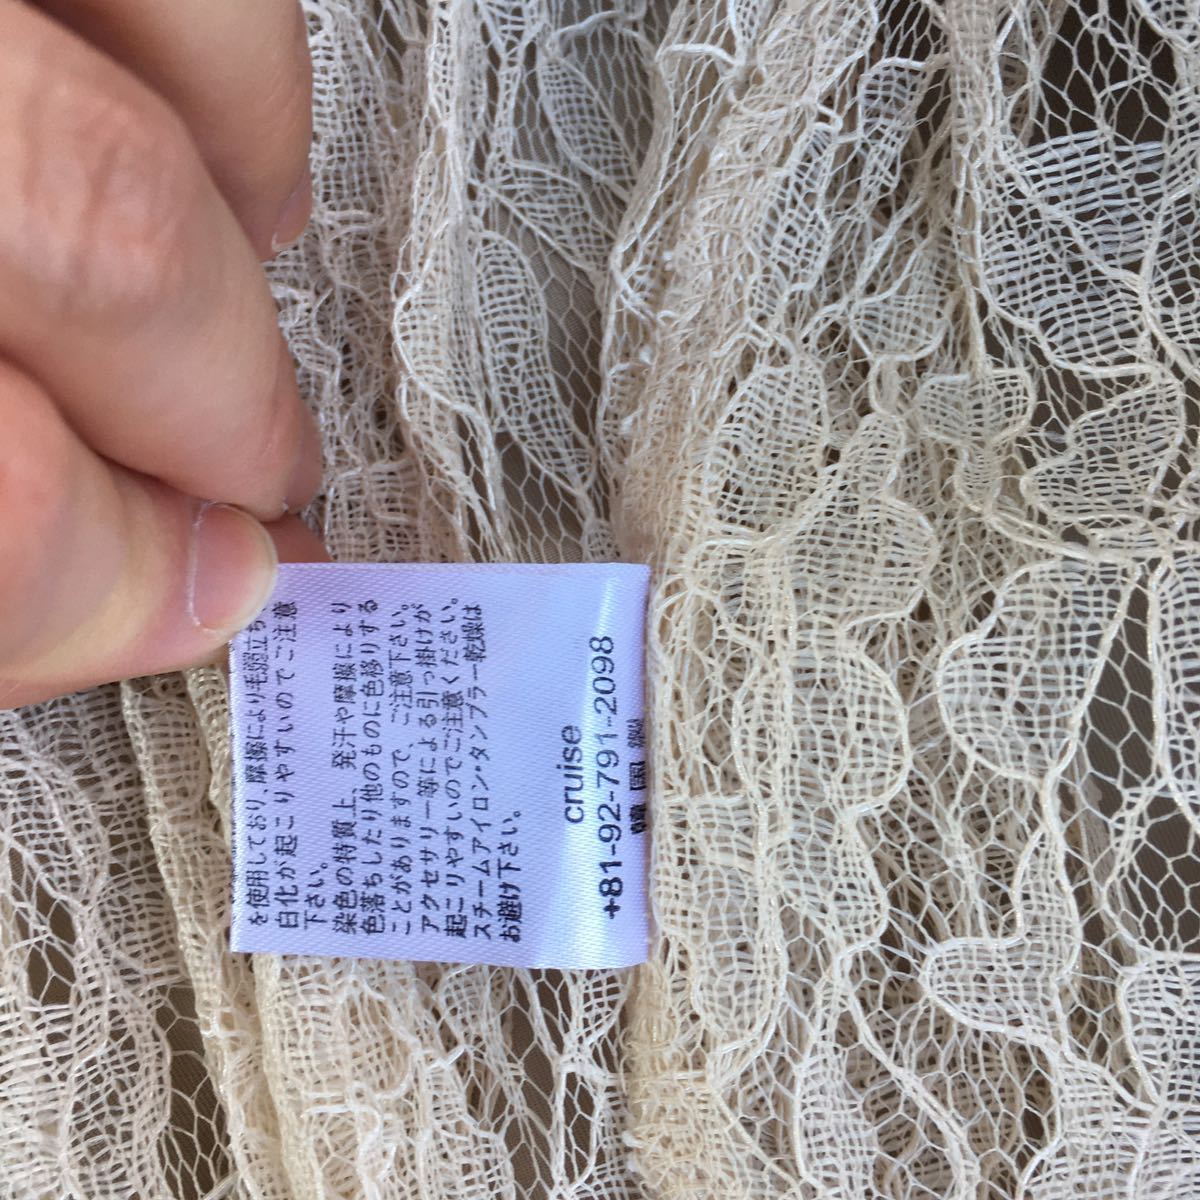 を使用しており、摩擦により毛羽立ち、
白化が起こりやすいのでご注意
下さい。
染色の特質上、発汗や摩擦により
色落ちしたり他のものに色移りする
ことがありますので、ご注意下さい。
アクセサリー等による引っ掛けが
起こりやすいのでご注意ください。
スチームアイロン・タンブラー乾燥は
お避け下さい。
cruise
+81-92-791-2098
韓国製